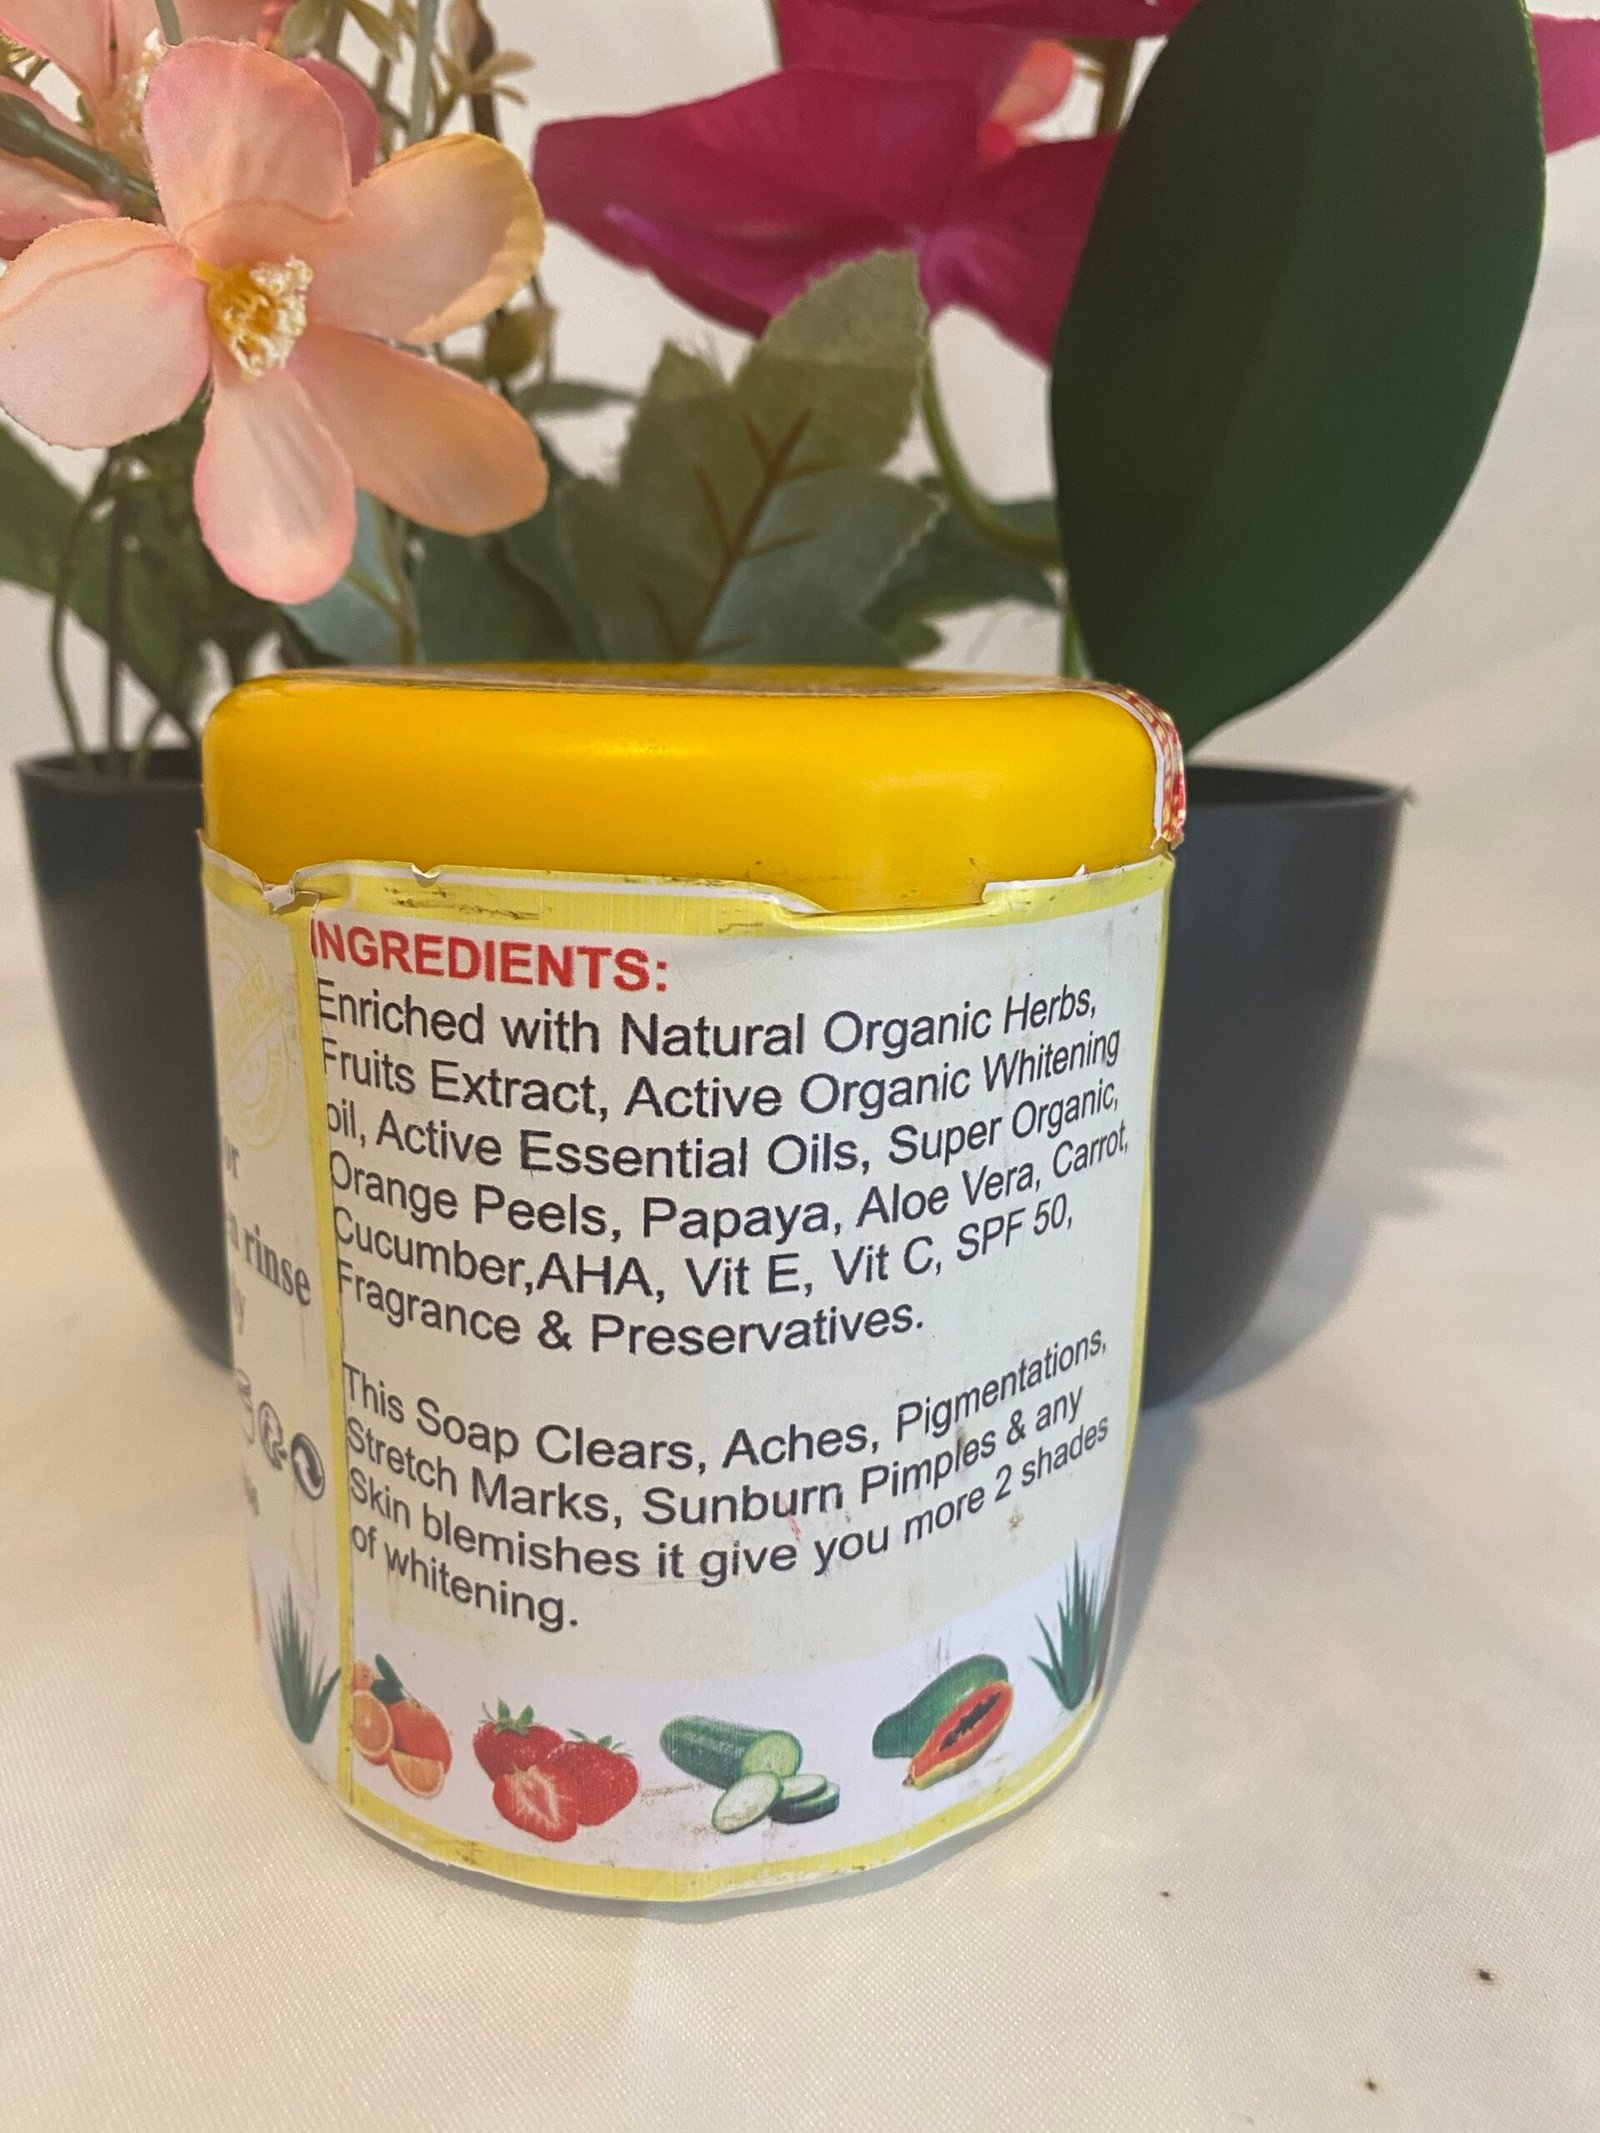 INGREDIENTS:
Enriched with Natural Organic Herbs,
Fruits Extract, Active Organic Whitening
oil, Active Essential Oils, Super Organic,
Orange Peels, Papaya, Aloe Vera, Carrot,
Cucumber,AHA, Vit E, Vit C, SPF 50,
Fragrance & Preservatives.
This Soap Clears, Aches, Pigmentations,
Stretch Marks, Sunburn Pimples & any
Skin blemishes it give you more 2 shades
of whitening.
rinse